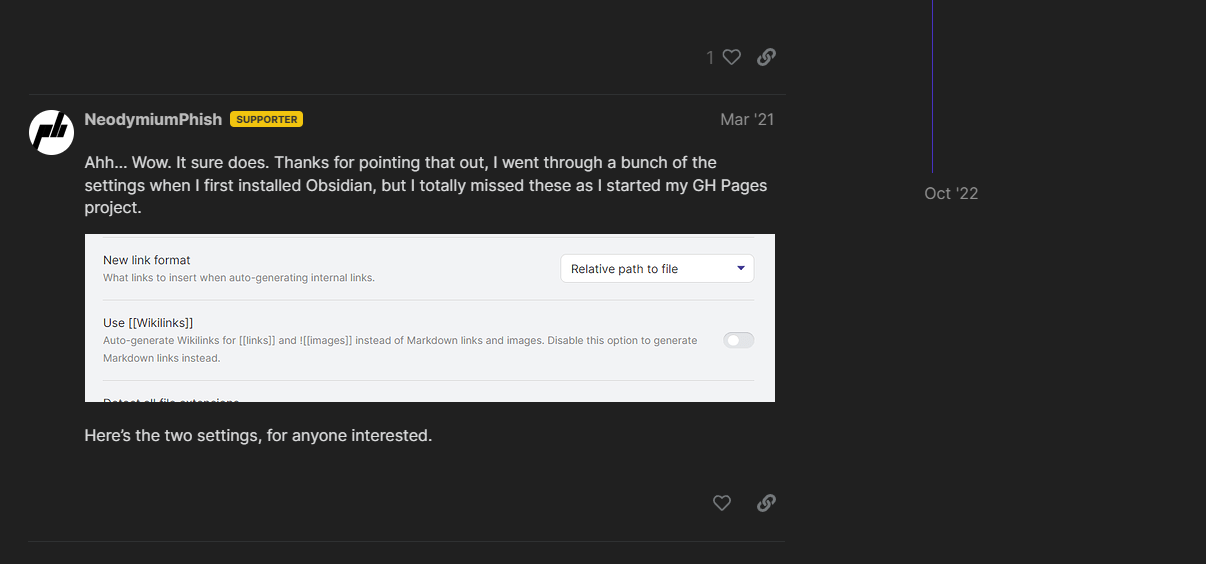 1
NeodymiumPhish SUPPORTER Mar '21
Ahh... Wow. It sure does. Thanks for pointing that out, I went through a bunch of the
settings when I first installed Obsidian, but I totally missed these as I started my GH Pages
project.
Oct '22
New link format
What links to insert when auto-generating internal links.
Relative path to file
Use [[Wikilinks]]
Auto-generate Wikilinks for [[links]] and ![[images]] instead of Markdown links and images. Disable this option to generate
Markdown links instead.
Detect all file extensions
Here's the two settings, for anyone interested.